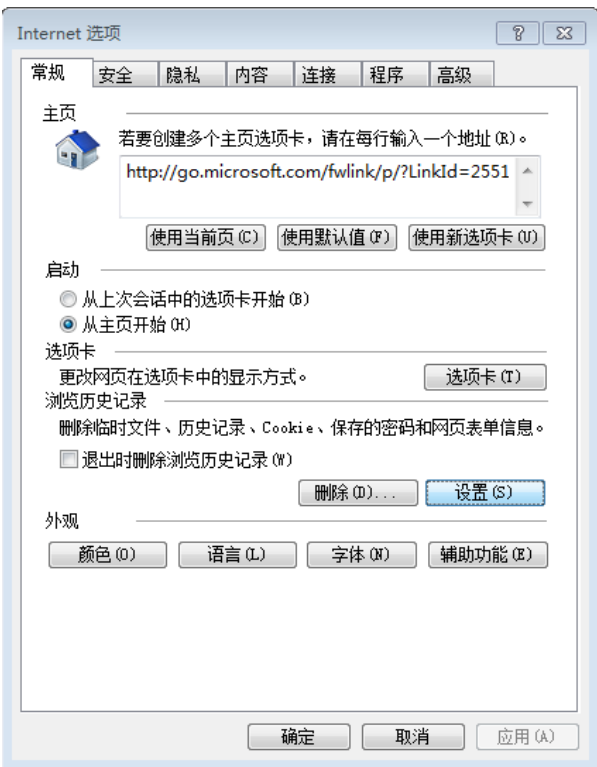 Internet 选项
常规 安全 隐私 内容 连接 程序 高级
主页
若要创建多个主页选项卡，请在每行输入一个地址(R)。
http://go.microsoft.com/fwlink/p/?LinkId=2551
使用当前页(C) 使用默认值(F) 使用新选项卡(U)
启动
从上次会话中的选项卡开始(B)
从主页开始(H)
选项卡
更改网页在选项卡中的显示方式。 选项卡(T)
浏览历史记录
删除临时文件、历史记录、Cookie、保存的密码和网页表单信息。
退出时删除浏览历史记录(W)
删除(D)... 设置(S)
外观
颜色(O) 语言(L) 字体(N) 辅助功能(E)
确定 取消 应用(A)